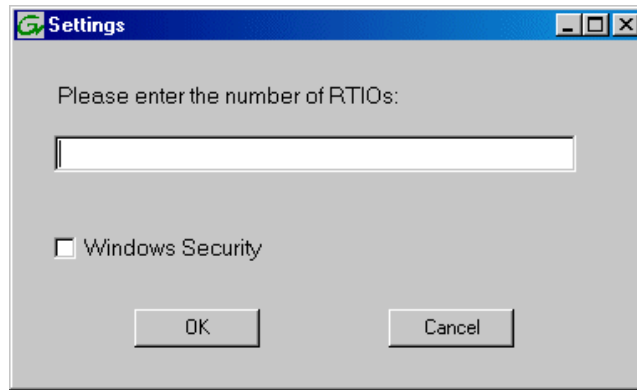 Settings
Please enter the number of RTIOs:
Windows Security
OK Cancel